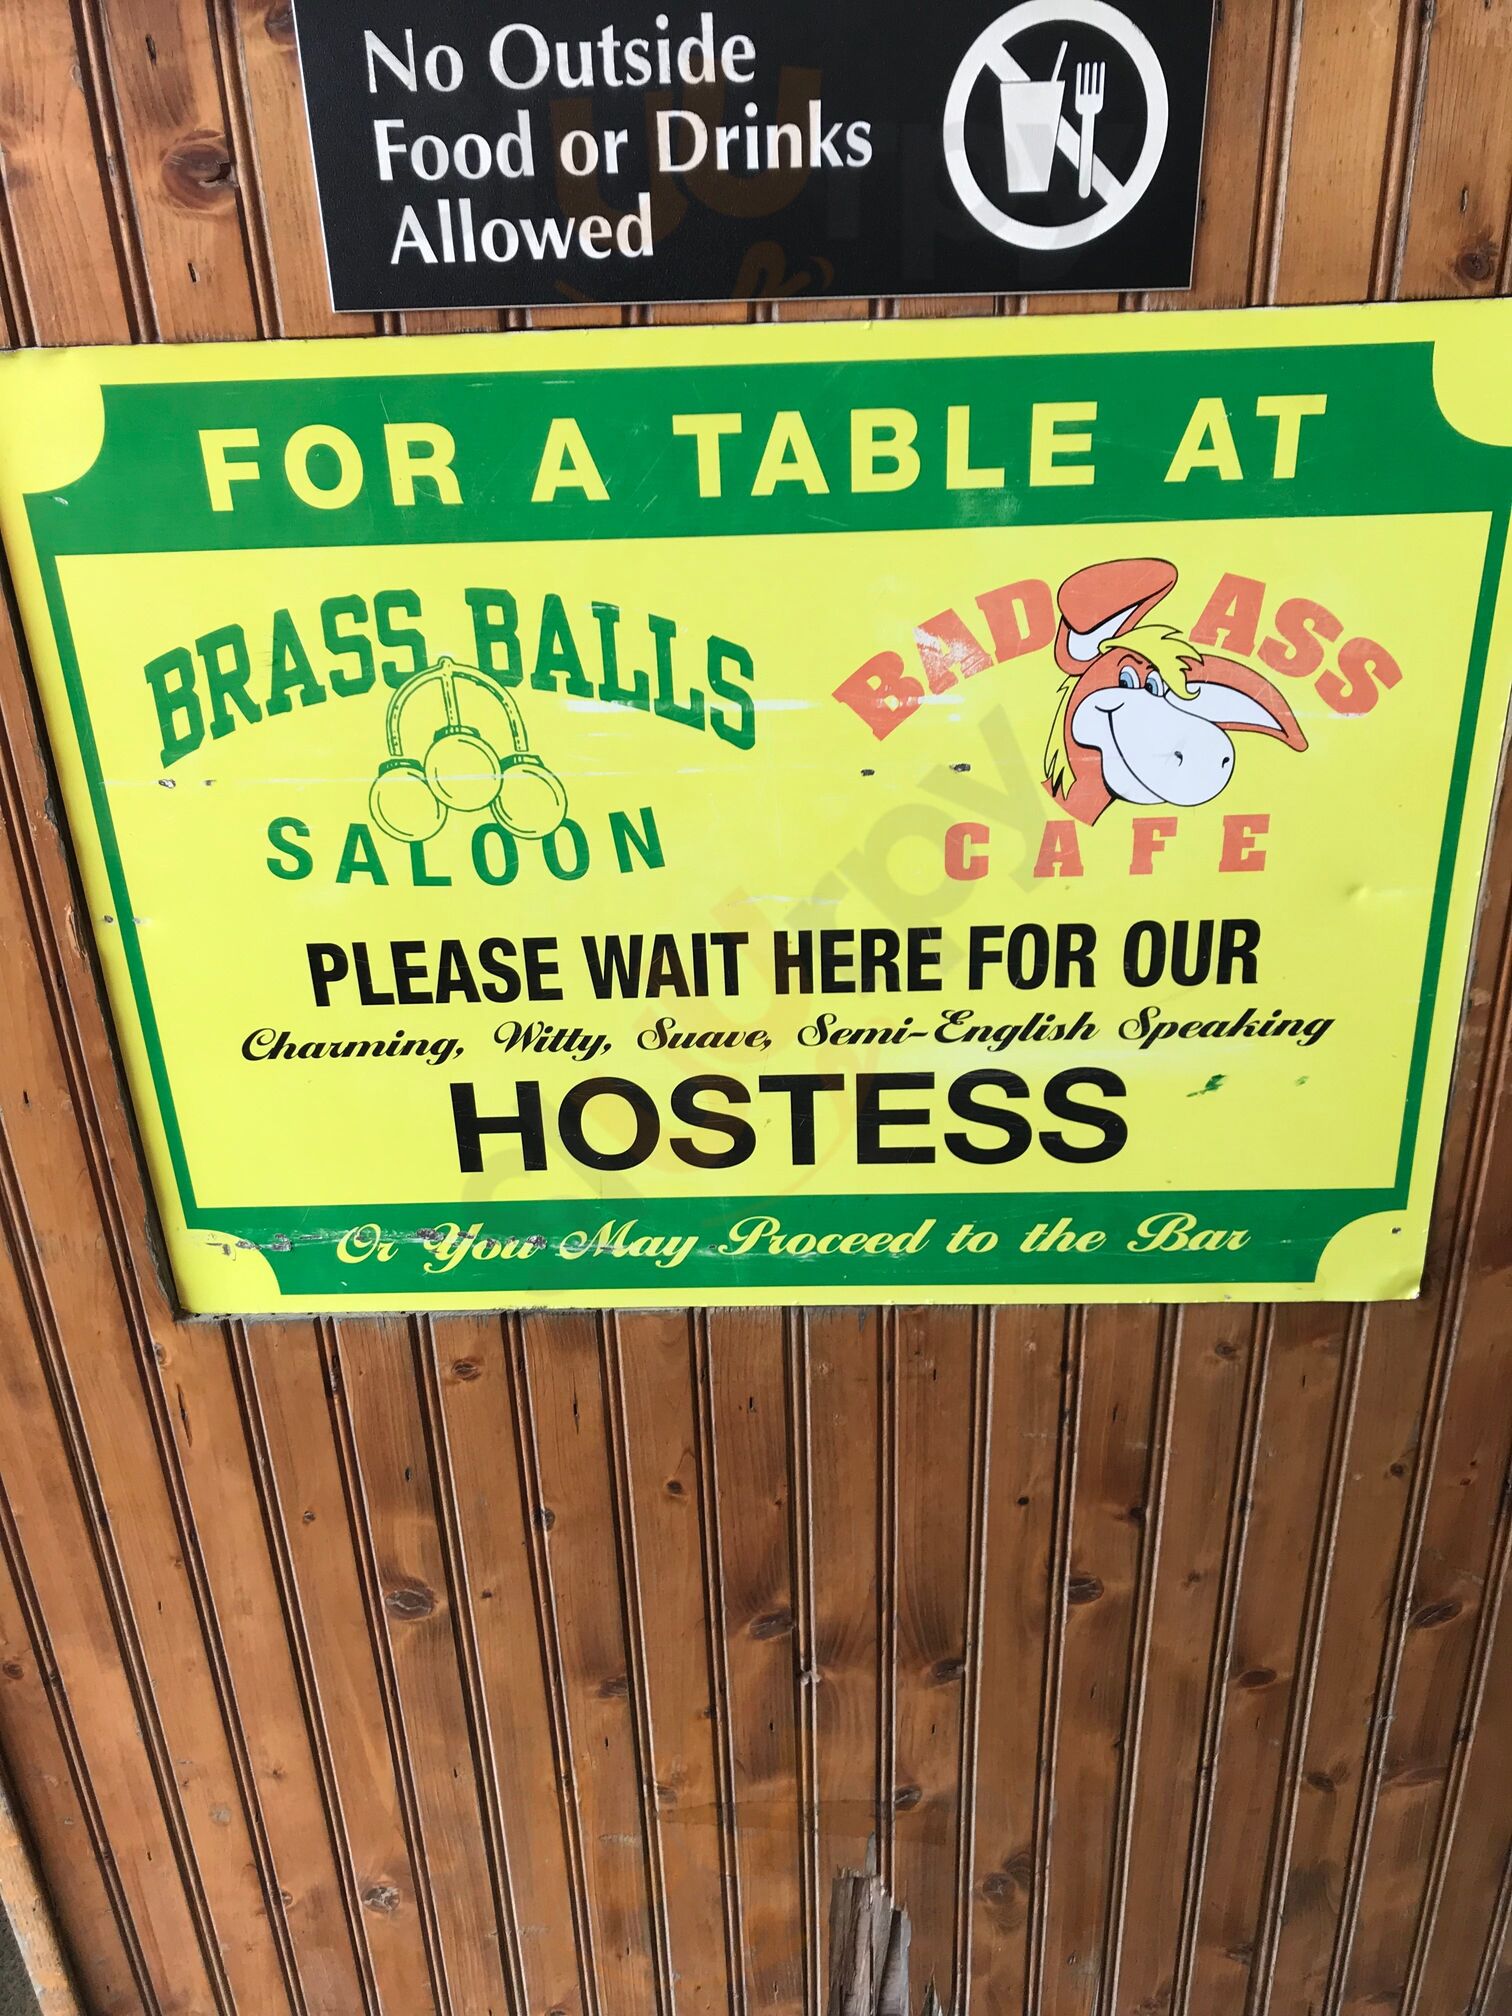 No Outside
Food or Drinks
Allowed
FOR A TABLE AT
BRASS BALLS
SALOON
BAD ASS
CAFE
PLEASE WAIT HERE FOR OUR
Charming, Witty, Suave, Semi-English Speaking
HOSTESS
Or You May Proceed to the Bar